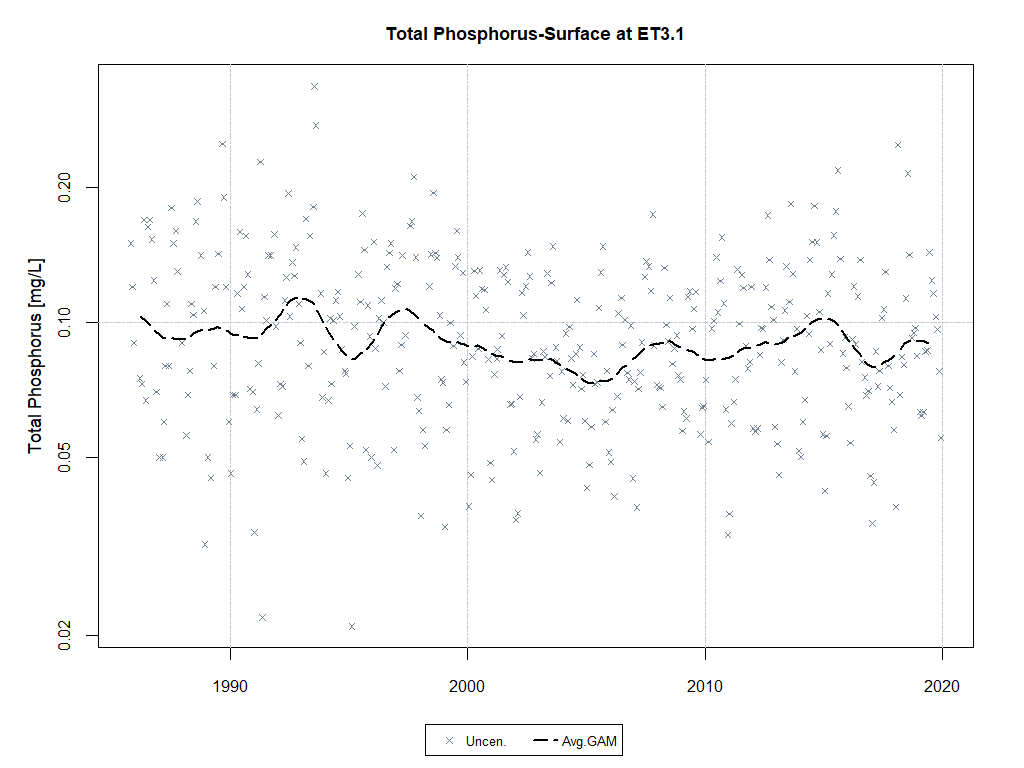 Total Phosphorus-Surface at ET3.1
Total Phosphorus [mg/L]
0.20
0.10
0.05
0.02
1990 2000 2010 2020
Uncen. Avg.GAM